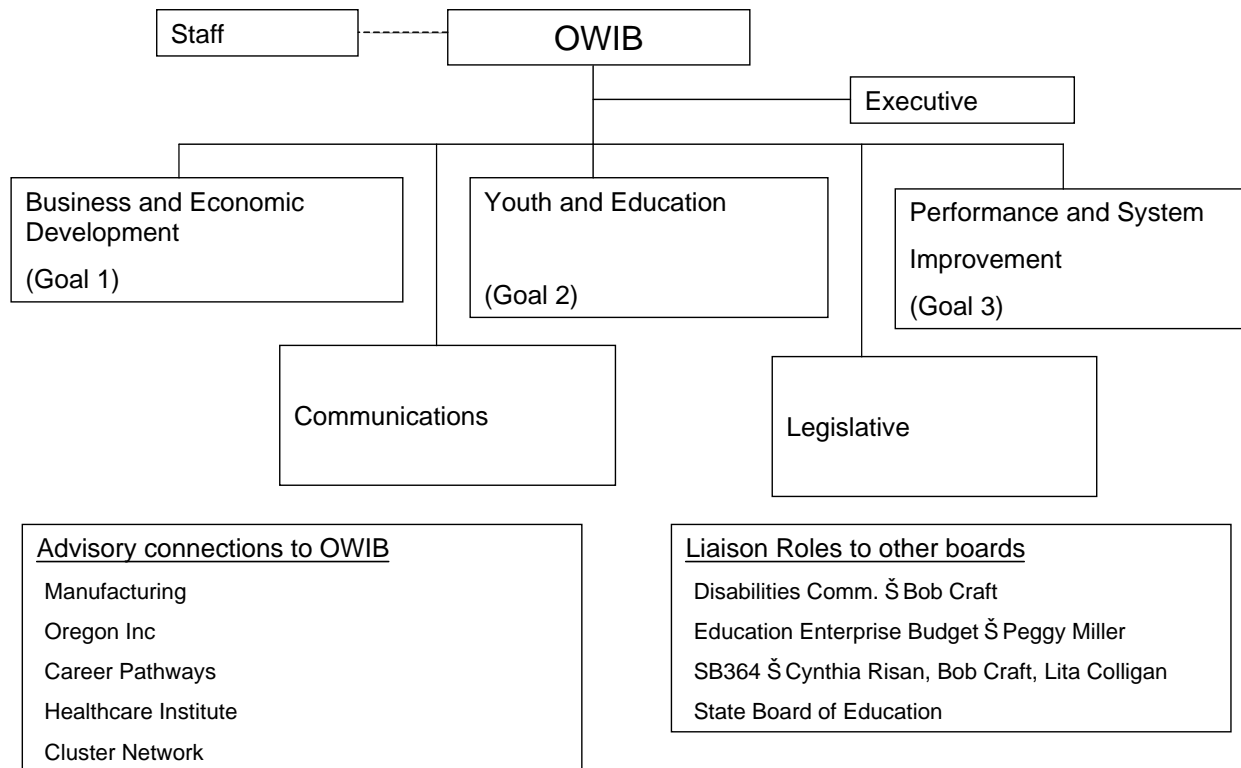 Staff
OWIB
Executive
Business and Economic
Development
(Goal 1)
Youth and Education
(Goal 2)
Performance and System
Improvement
(Goal 3)
Communications
Legislative
Advisory connections to OWIB
Manufacturing
Oregon Inc
Career Pathways
Healthcare Institute
Cluster Network
Liaison Roles to other boards
Disabilities Comm. Š Bob Craft
Education Enterprise Budget Š Peggy Miller
SB364 Š Cynthia Risan, Bob Craft, Lita Colligan
State Board of Education